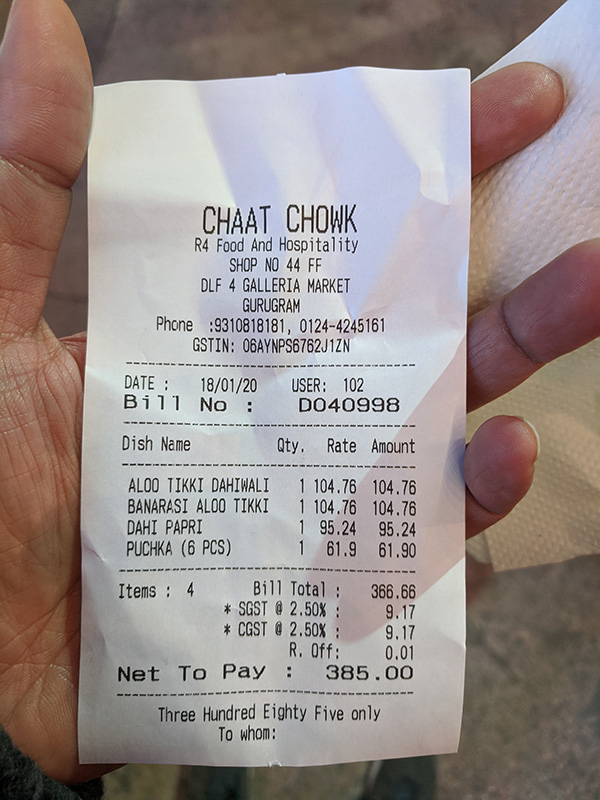 CHAAT CHOWK
R4 Food And Hospitality
SHOP NO 44 FF
DLF 4 GALLERIA MARKET
GURUGRAM
Phone :9310818181, 0124-4245161
GSTIN: 06AYNPS6762J1ZN
DATE : 18/01/20 USER: 102
Bill No : D040998
Dish Name Qty. Rate Amount
ALOO TIKKI DAHIWALI 1 104.76 104.76
BANARASI ALOO TIKKI 1 104.76 104.76
DAHI PAPRI 1 95.24 95.24
PUCHKA (6 PCS) 1 61.9 61.90
Items : 4 Bill Total : 366.66
* SGST @ 2.50% : 9.17
* CGST @ 2.50% : 9.17
R. Off: 0.01
Net To Pay : 385.00
Three Hundred Eighty Five only
To whom: